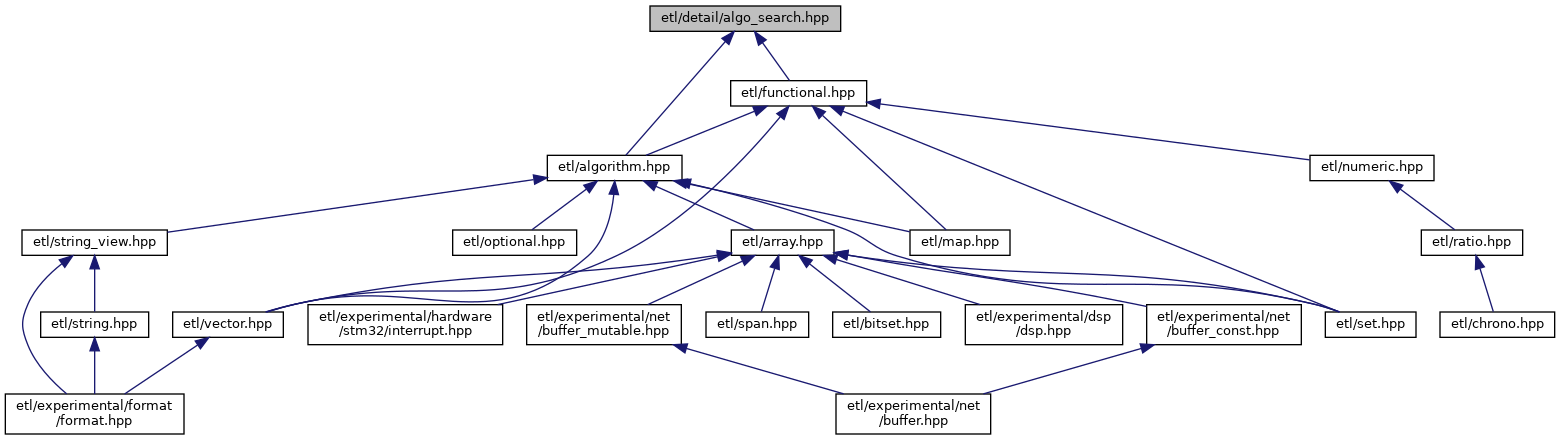 etl/detail/algo_search.hpp
etl/functional.hpp
etl/algorithm.hpp
etl/numeric.hpp
etl/string_view.hpp
etl/optional.hpp
etl/array.hpp
etl/map.hpp
etl/ratio.hpp
etl/string.hpp
etl/vector.hpp
etl/experimental/hardware
/stm32/interrupt.hpp
etl/experimental/net
/buffer_mutable.hpp
etl/span.hpp
etl/bitset.hpp
etl/experimental/dsp
/dsp.hpp
etl/experimental/net
/buffer_const.hpp
etl/set.hpp
etl/chrono.hpp
etl/experimental/format
/format.hpp
etl/experimental/net
/buffer.hpp